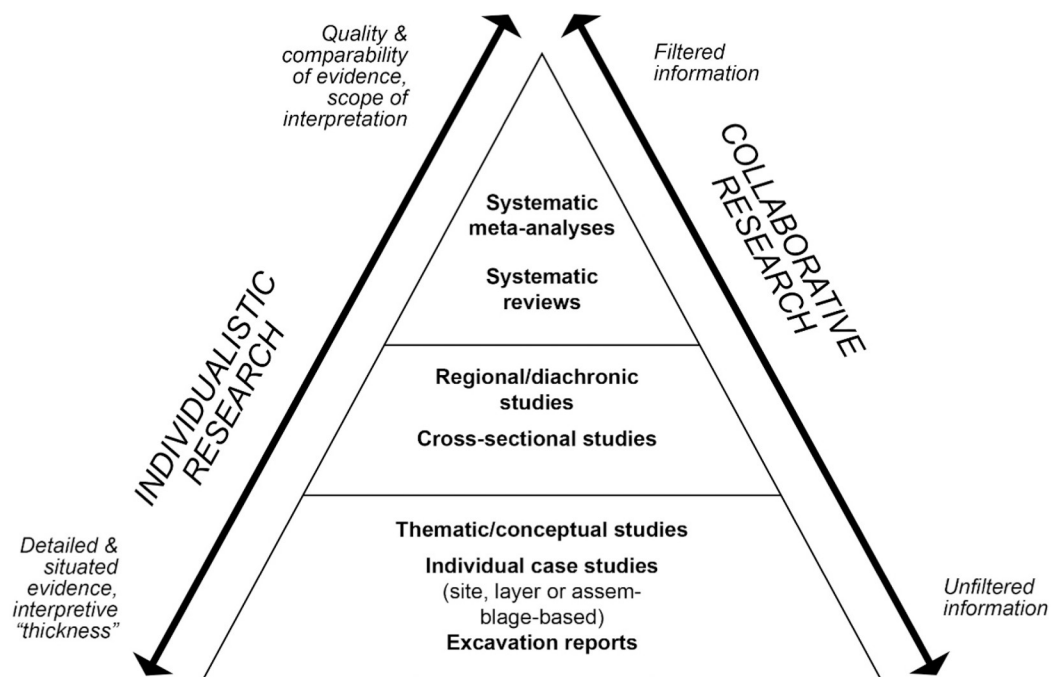 Quality &
comparability
of evidence,
scope of
interpretation
Filtered
information
INDIVIDUALISTIC
RESEARCH
COLLABORATIVE
RESEARCH
Systematic
meta-analyses
Systematic
reviews
Regional/diachronic
studies
Cross-sectional studies
Thematic/conceptual studies
Individual case studies
(site, layer or assem-
blage-based)
Excavation reports
Detailed &
situated
evidence,
interpretive
“thickness”
Unfiltered
information